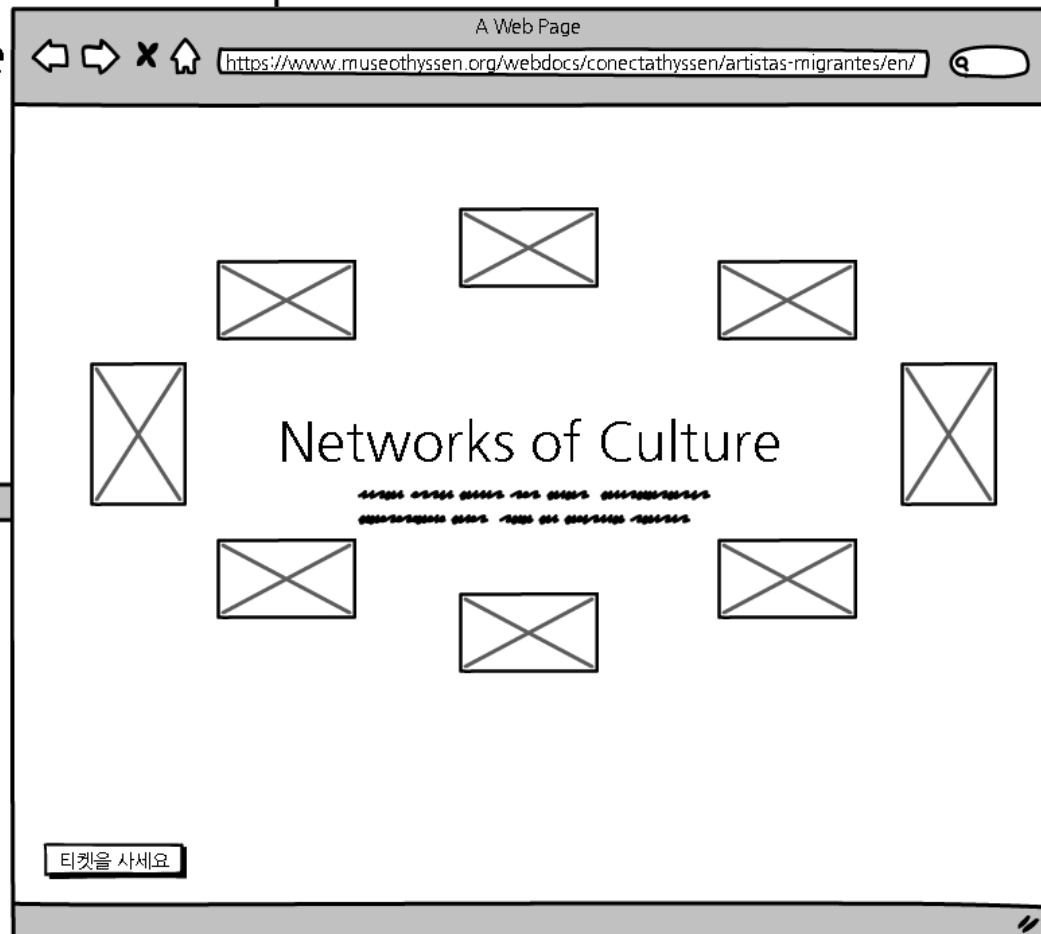 A Web Page
https://www.museothyssen.org/webdocs/conectathyssen/artistas-migrantes/en/
Networks of Culture
티켓을 사세요